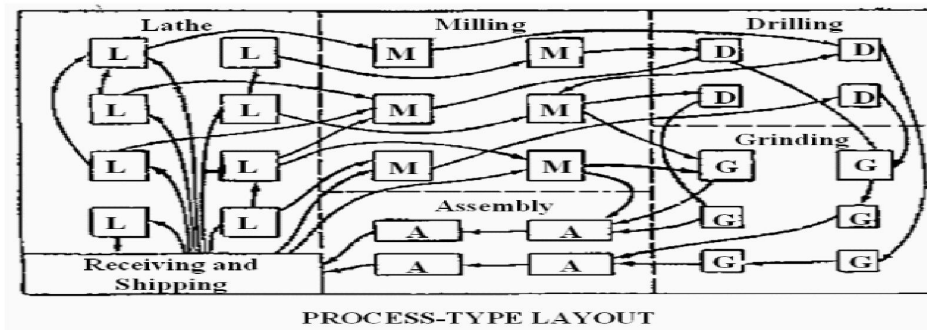 Lathe Milling Drilling
L L M M D D
L L M M D D
Grinding
L L M M G G
Assembly
L L A A G G
Receiving and
Shipping
A A G G
PROCESS-TYPE LAYOUT